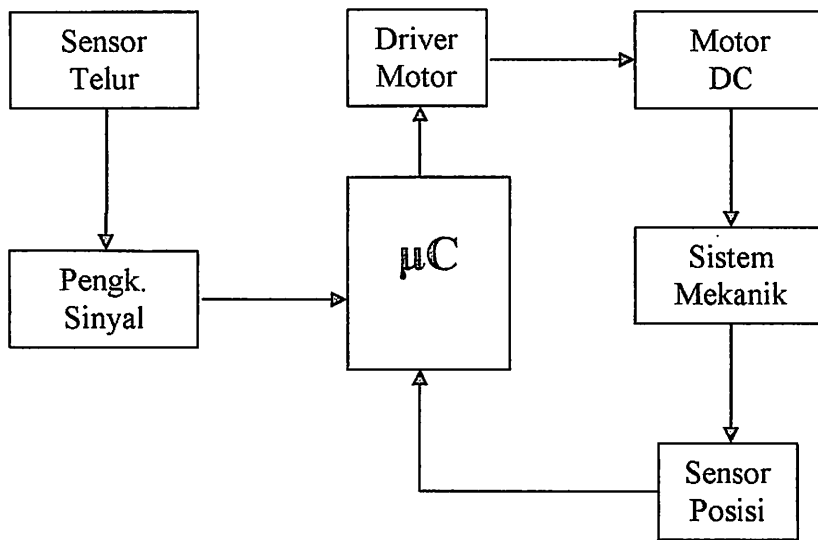 Sensor
Telur
Driver
Motor
Motor
DC
Pengk.
Sinyal
µC
Sistem
Mekanik
Sensor
Posisi